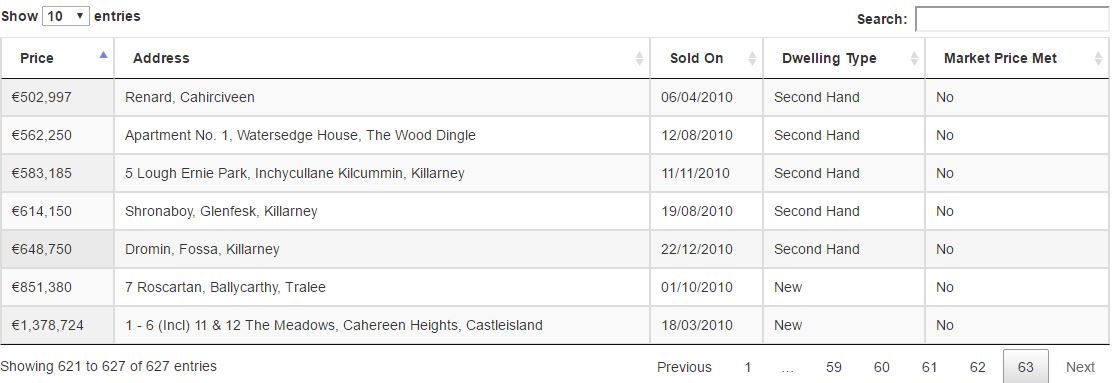 Show 10 entries Search:
Price Address Sold On Dwelling Type Market Price Met
€502,997 Renard, Cahirciveen 06/04/2010 Second Hand No
€562,250 Apartment No. 1, Watersedge House, The Wood Dingle 12/08/2010 Second Hand No
€583,185 5 Lough Ernie Park, Inchycullane Kilcummin, Killarney 11/11/2010 Second Hand No
€614,150 Shronaboy, Glenfesk, Killarney 19/08/2010 Second Hand No
€648,750 Dromin, Fossa, Killarney 22/12/2010 Second Hand No
€851,380 7 Roscartan, Ballycarthy, Tralee 01/10/2010 New No
€1,378,724 1 - 6 (Incl) 11 & 12 The Meadows, Cahereen Heights, Castleisland 18/03/2010 New No
Showing 621 to 627 of 627 entries Previous 1 … 59 60 61 62 63 Next